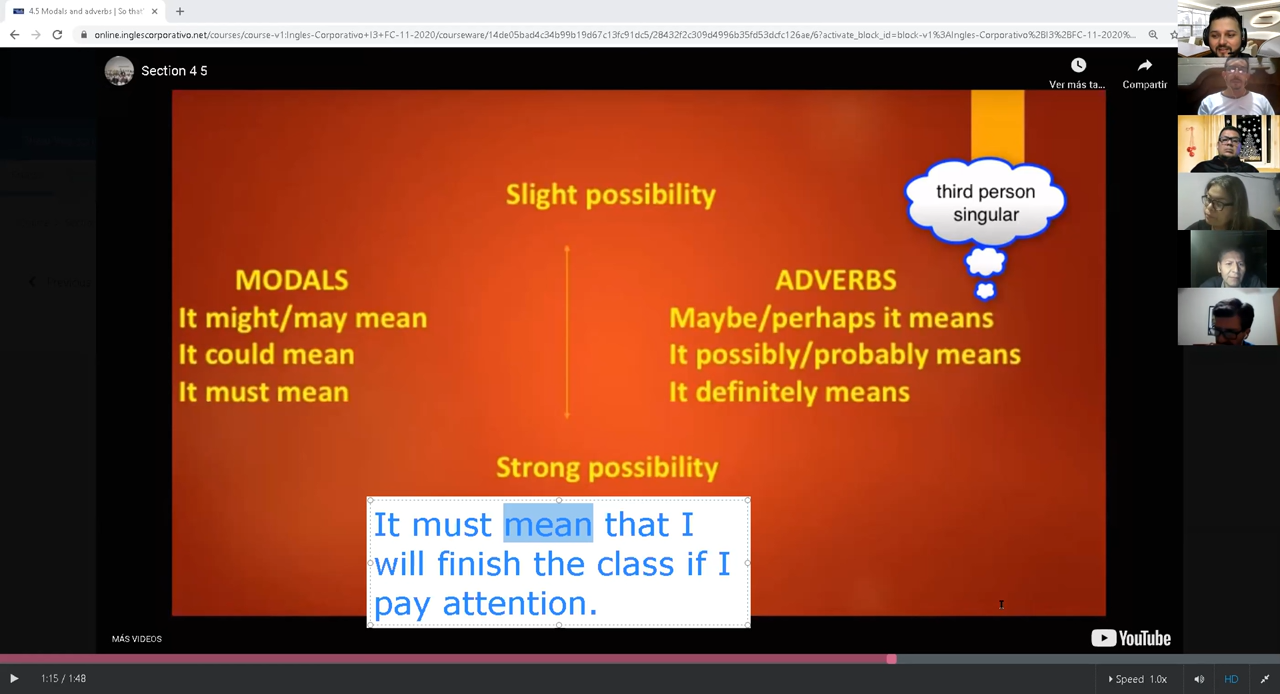 4.5 Modals and adverbs | So that'
online.inglescorporativo.net/courses/course-v1:Ingles-Corporativo+I3+FC-11-2020/courseware/14de05bad4c34b99b19d67c13fc91dc5/28432f2c309d4996b35fd53dcfc126ae/6?activate_block_id=block-v1%3AIngles-Corporativo%2BI3%2BFC-11-2020%...
Section 4 5
Ver más ta...
Compartir
Slight possibility
third person
singular
MODALS
It might/may mean
It could mean
It must mean
ADVERBS
Maybe/perhaps it means
It possibly/probably means
It definitely means
Strong possibility
It must mean that I
will finish the class if I
pay attention.
MÁS VIDEOS
YouTube
1:15 / 1:48
Speed 1.0x
HD